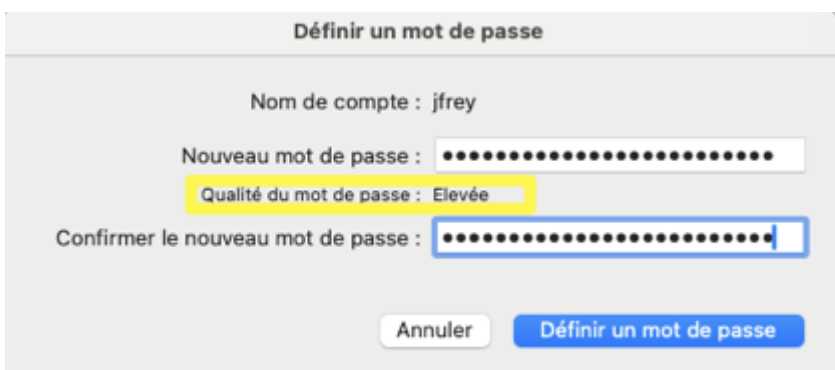 Définir un mot de passe
Nom de compte : jfrey
Nouveau mot de passe : •••••••••••••••••••••••••
Qualité du mot de passe : Elevée
Confirmer le nouveau mot de passe : •••••••••••••••••••••••••
Annuler Définir un mot de passe